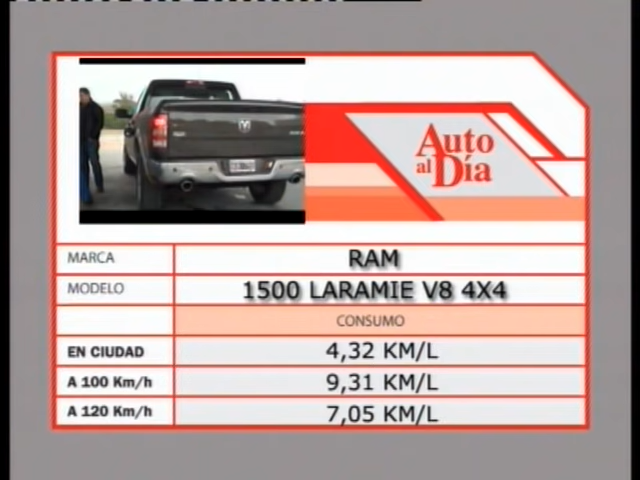 Auto
al Día
MARCA RAM
MODELO 1500 LARAMIE V8 4X4
CONSUMO
EN CIUDAD 4,32 KM/L
A 100 Km/h 9,31 KM/L
A 120 Km/h 7,05 KM/L